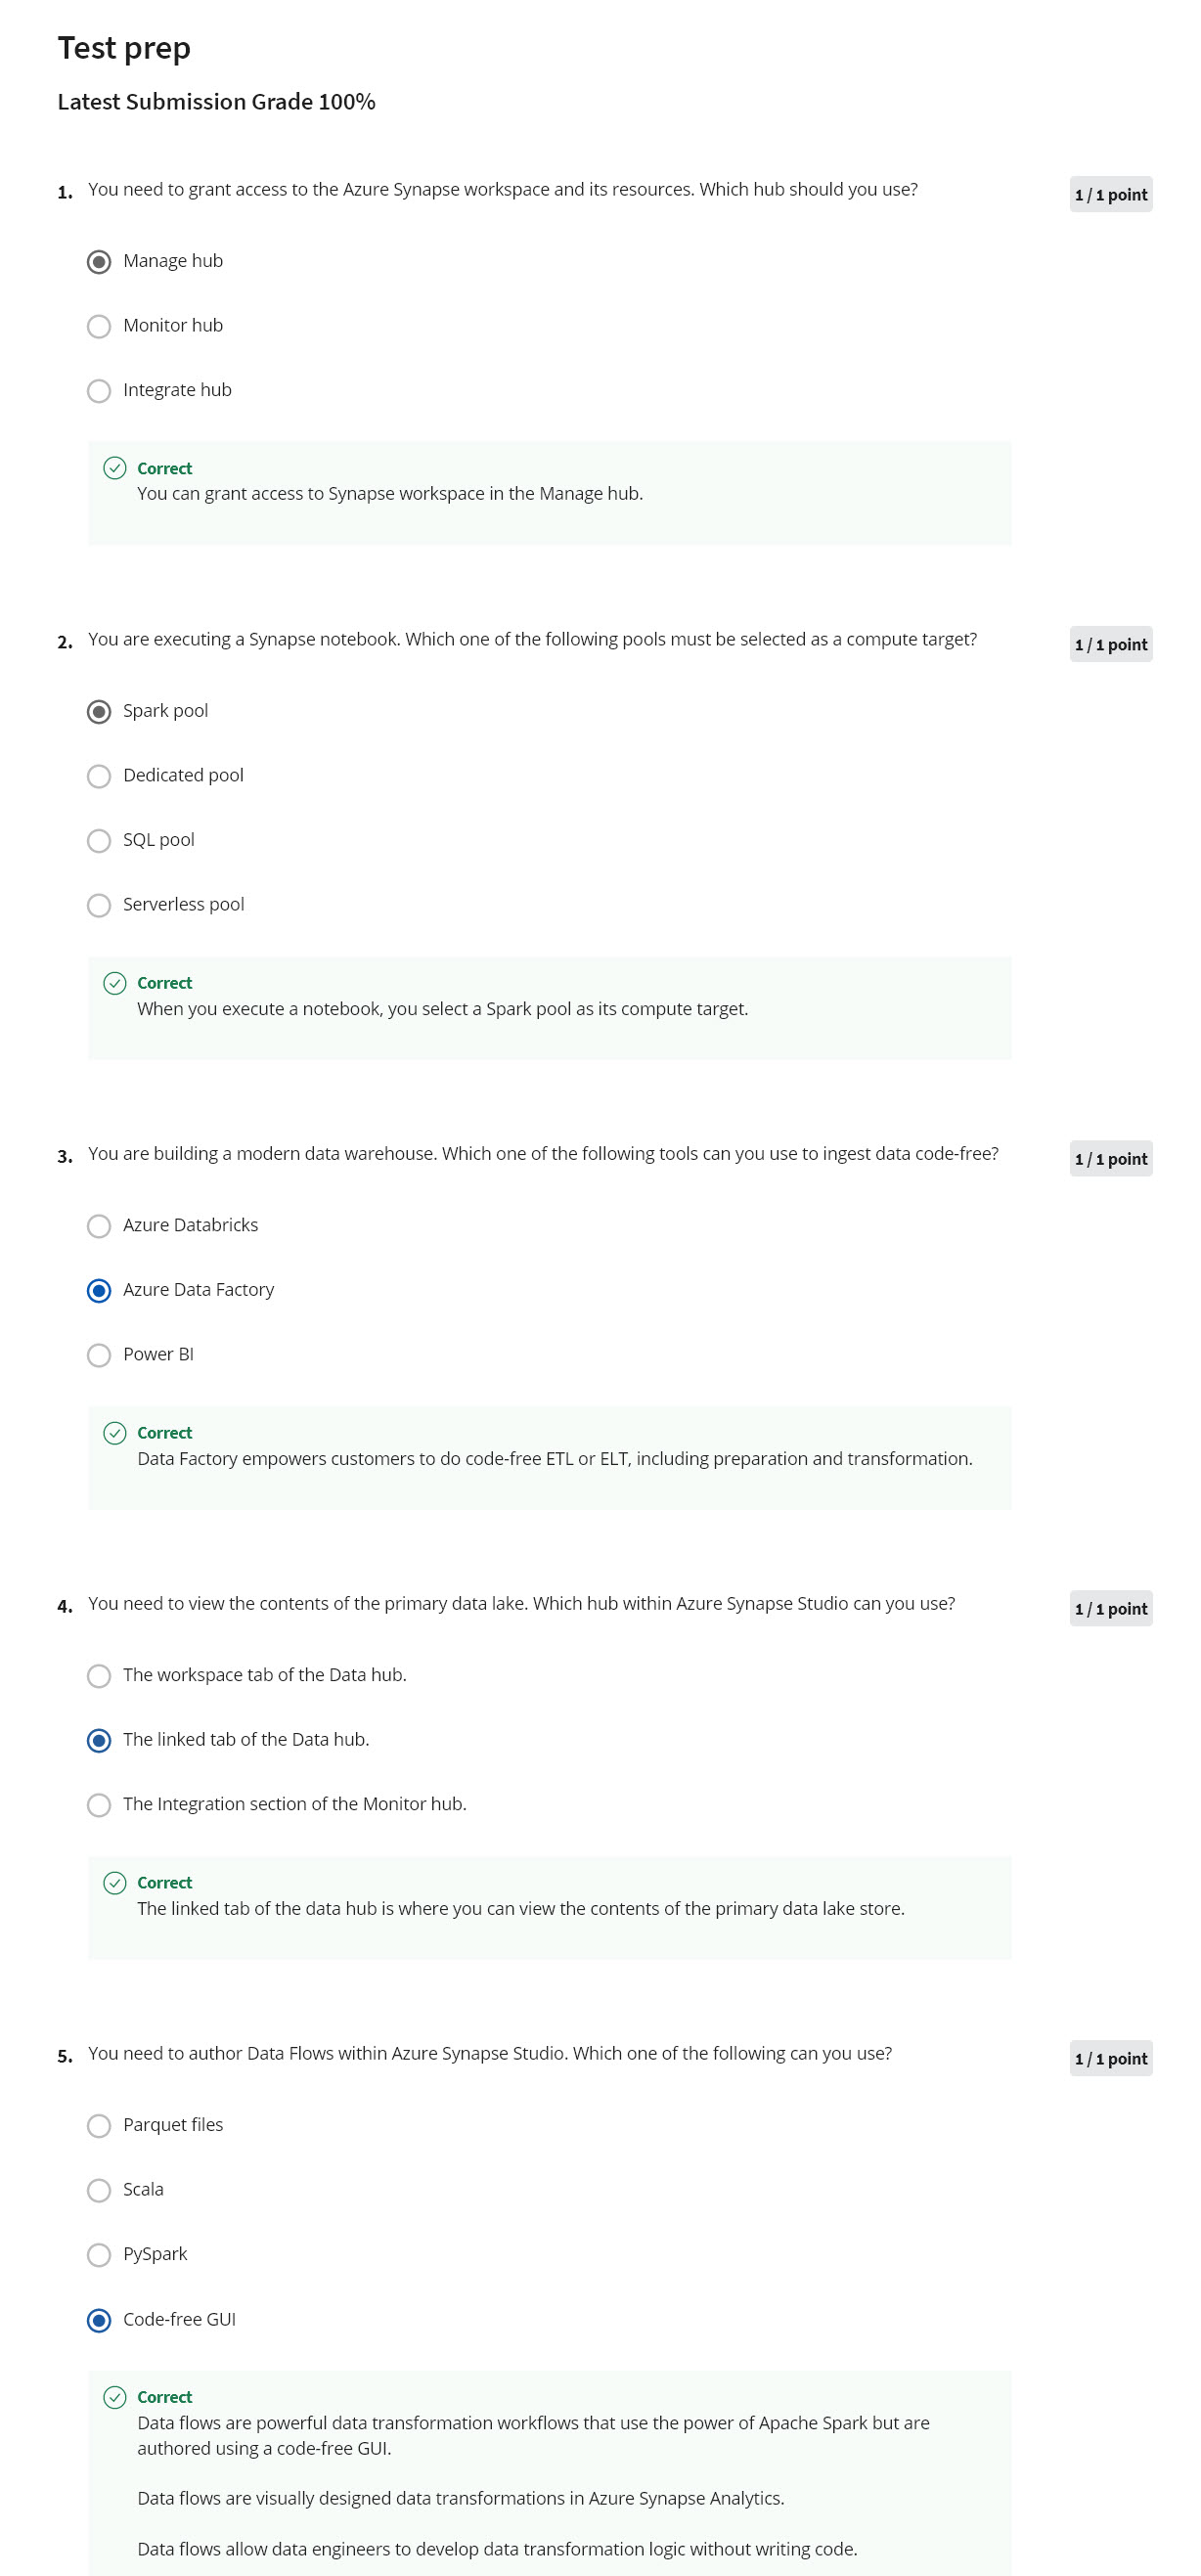 Test prep
Latest Submission Grade 100%
1. You need to grant access to the Azure Synapse workspace and its resources. Which hub should you use? 1 / 1 point
Manage hub
Monitor hub
Integrate hub
Correct
You can grant access to Synapse workspace in the Manage hub.
2. You are executing a Synapse notebook. Which one of the following pools must be selected as a compute target? 1 / 1 point
Spark pool
Dedicated pool
SQL pool
Serverless pool
Correct
When you execute a notebook, you select a Spark pool as its compute target.
3. You are building a modern data warehouse. Which one of the following tools can you use to ingest data code-free? 1 / 1 point
Azure Databricks
Azure Data Factory
Power BI
Correct
Data Factory empowers customers to do code-free ETL or ELT, including preparation and transformation.
4. You need to view the contents of the primary data lake. Which hub within Azure Synapse Studio can you use? 1 / 1 point
The workspace tab of the Data hub.
The linked tab of the Data hub.
The Integration section of the Monitor hub.
Correct
The linked tab of the data hub is where you can view the contents of the primary data lake store.
5. You need to author Data Flows within Azure Synapse Studio. Which one of the following can you use? 1 / 1 point
Parquet files
Scala
PySpark
Code-free GUI
Correct
Data flows are powerful data transformation workflows that use the power of Apache Spark but are
authored using a code-free GUI.
Data flows are visually designed data transformations in Azure Synapse Analytics.
Data flows allow data engineers to develop data transformation logic without writing code.